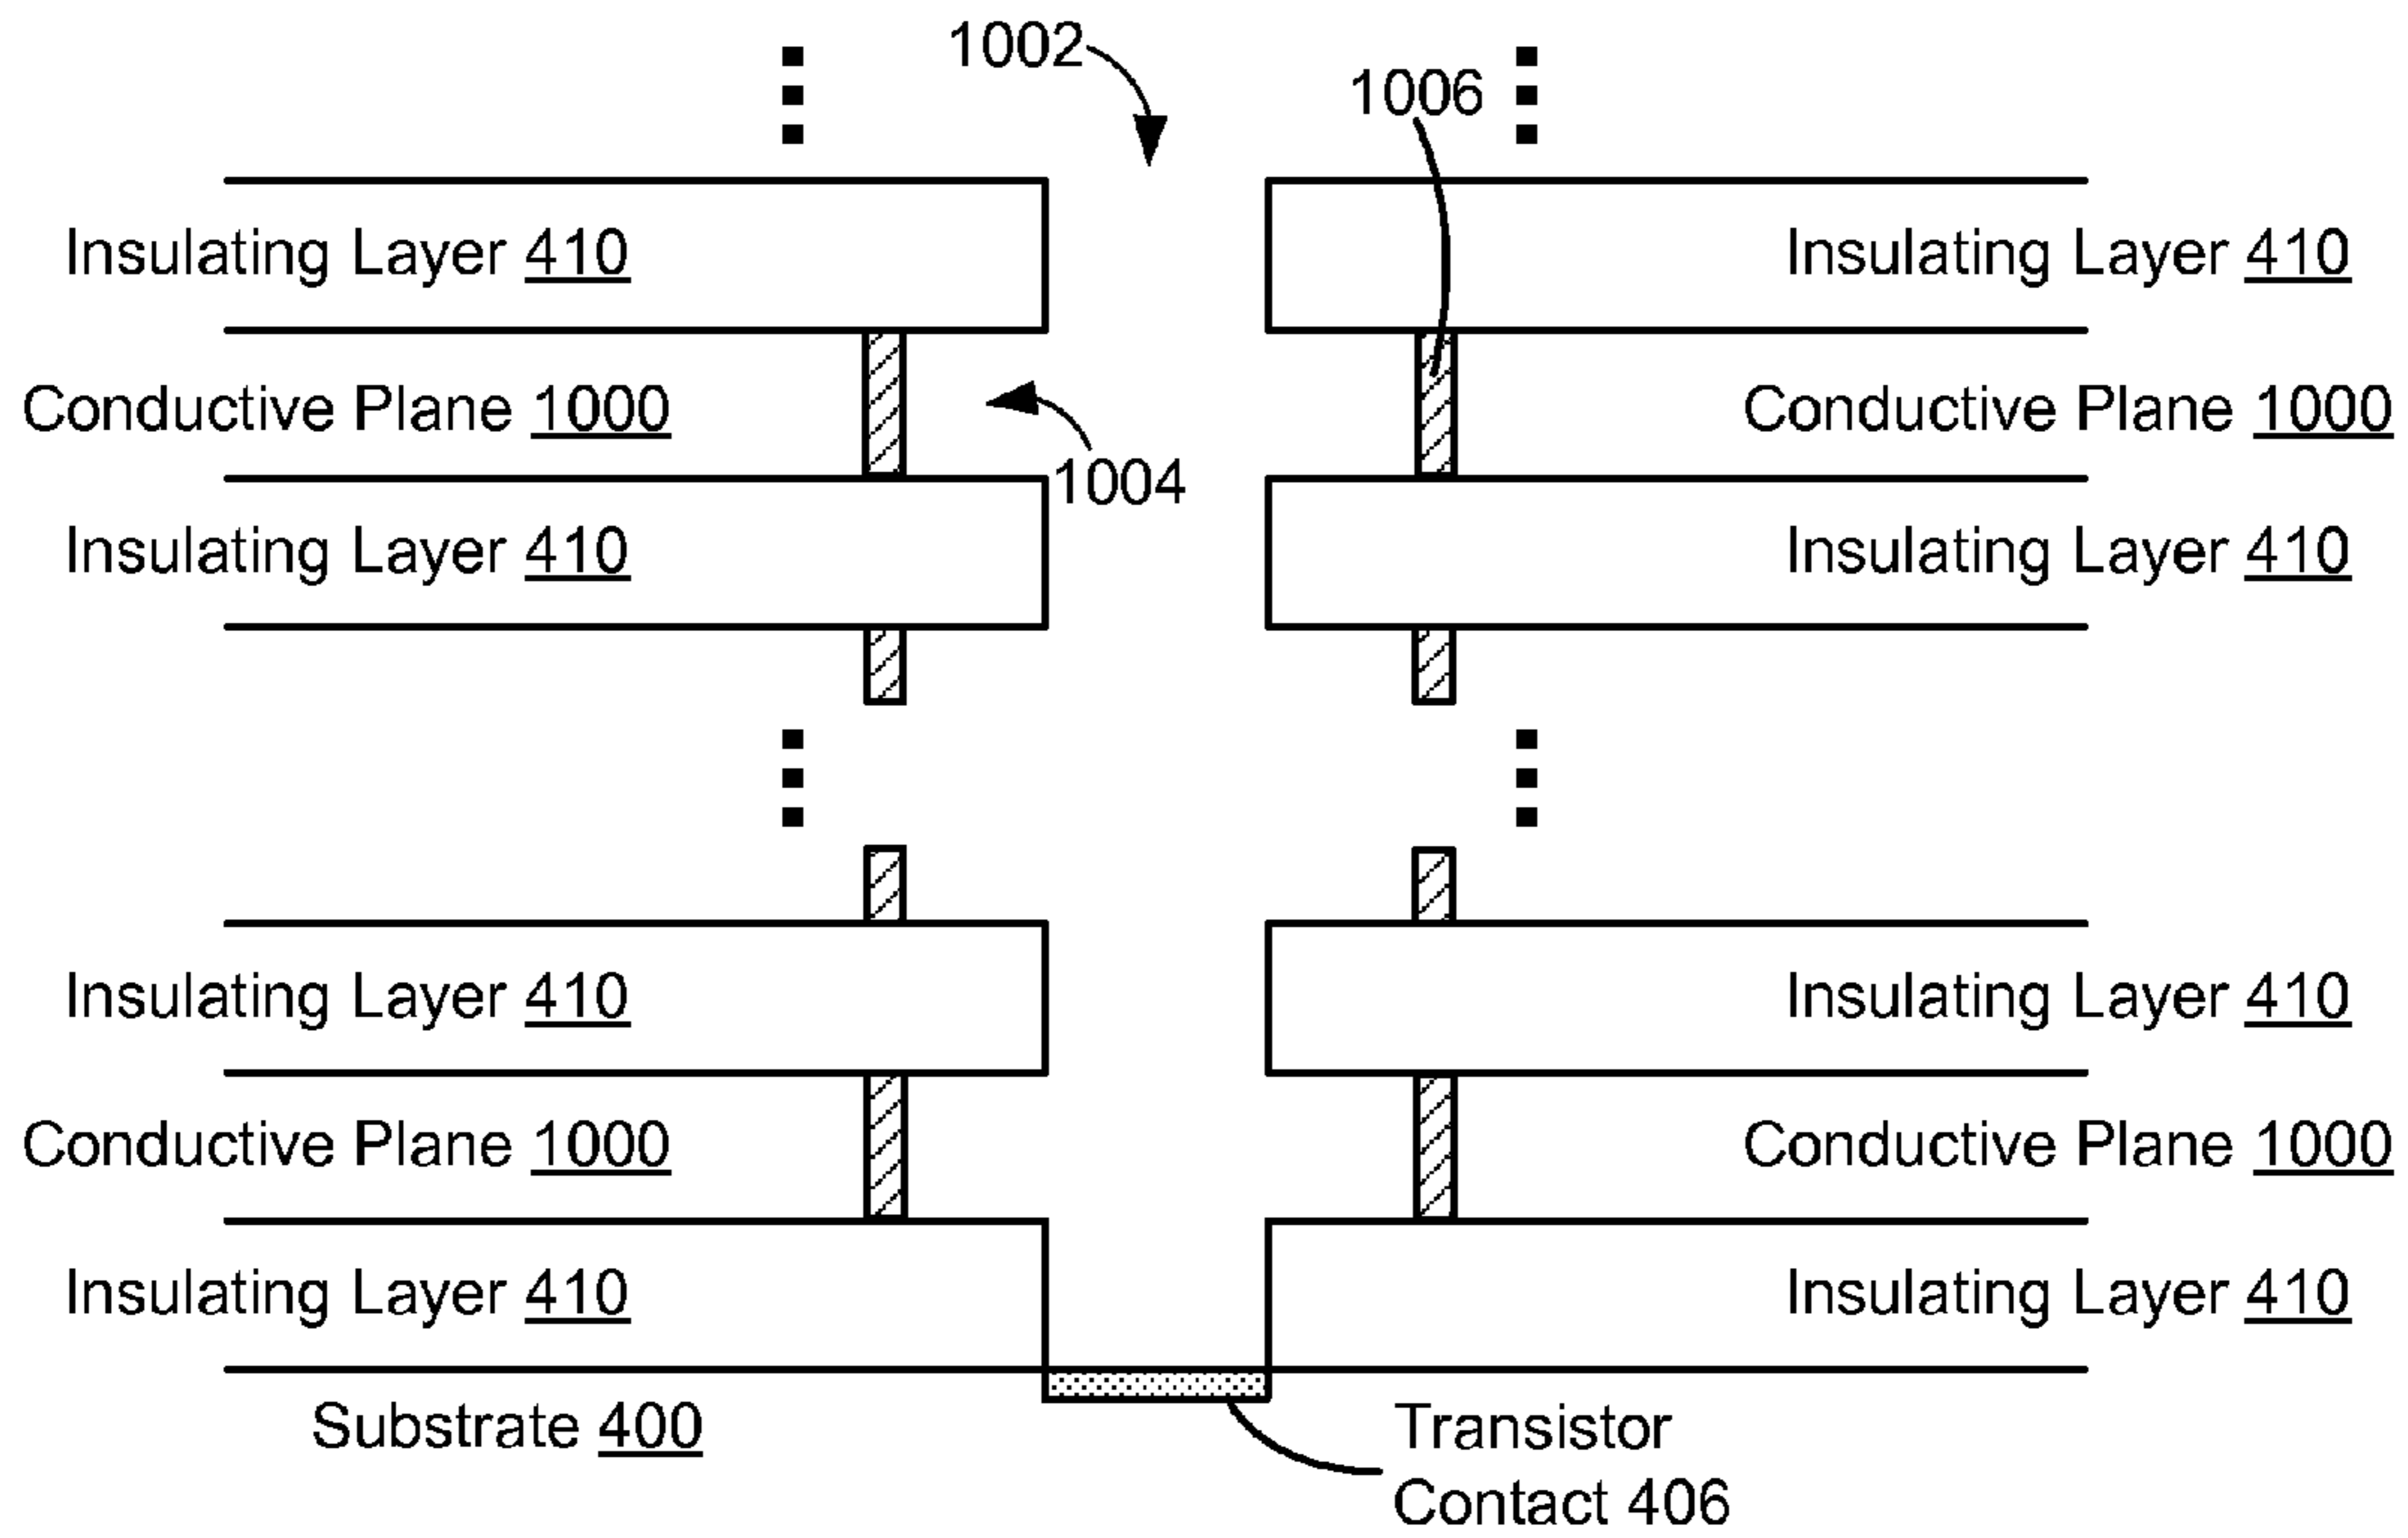 1002
1006
Insulating Layer 410
Insulating Layer 410
Conductive Plane 1000
Conductive Plane 1000
1004
Insulating Layer 410
Insulating Layer 410
Insulating Layer 410
Insulating Layer 410
Conductive Plane 1000
Conductive Plane 1000
Insulating Layer 410
Insulating Layer 410
Substrate 400
Transistor
Contact 406